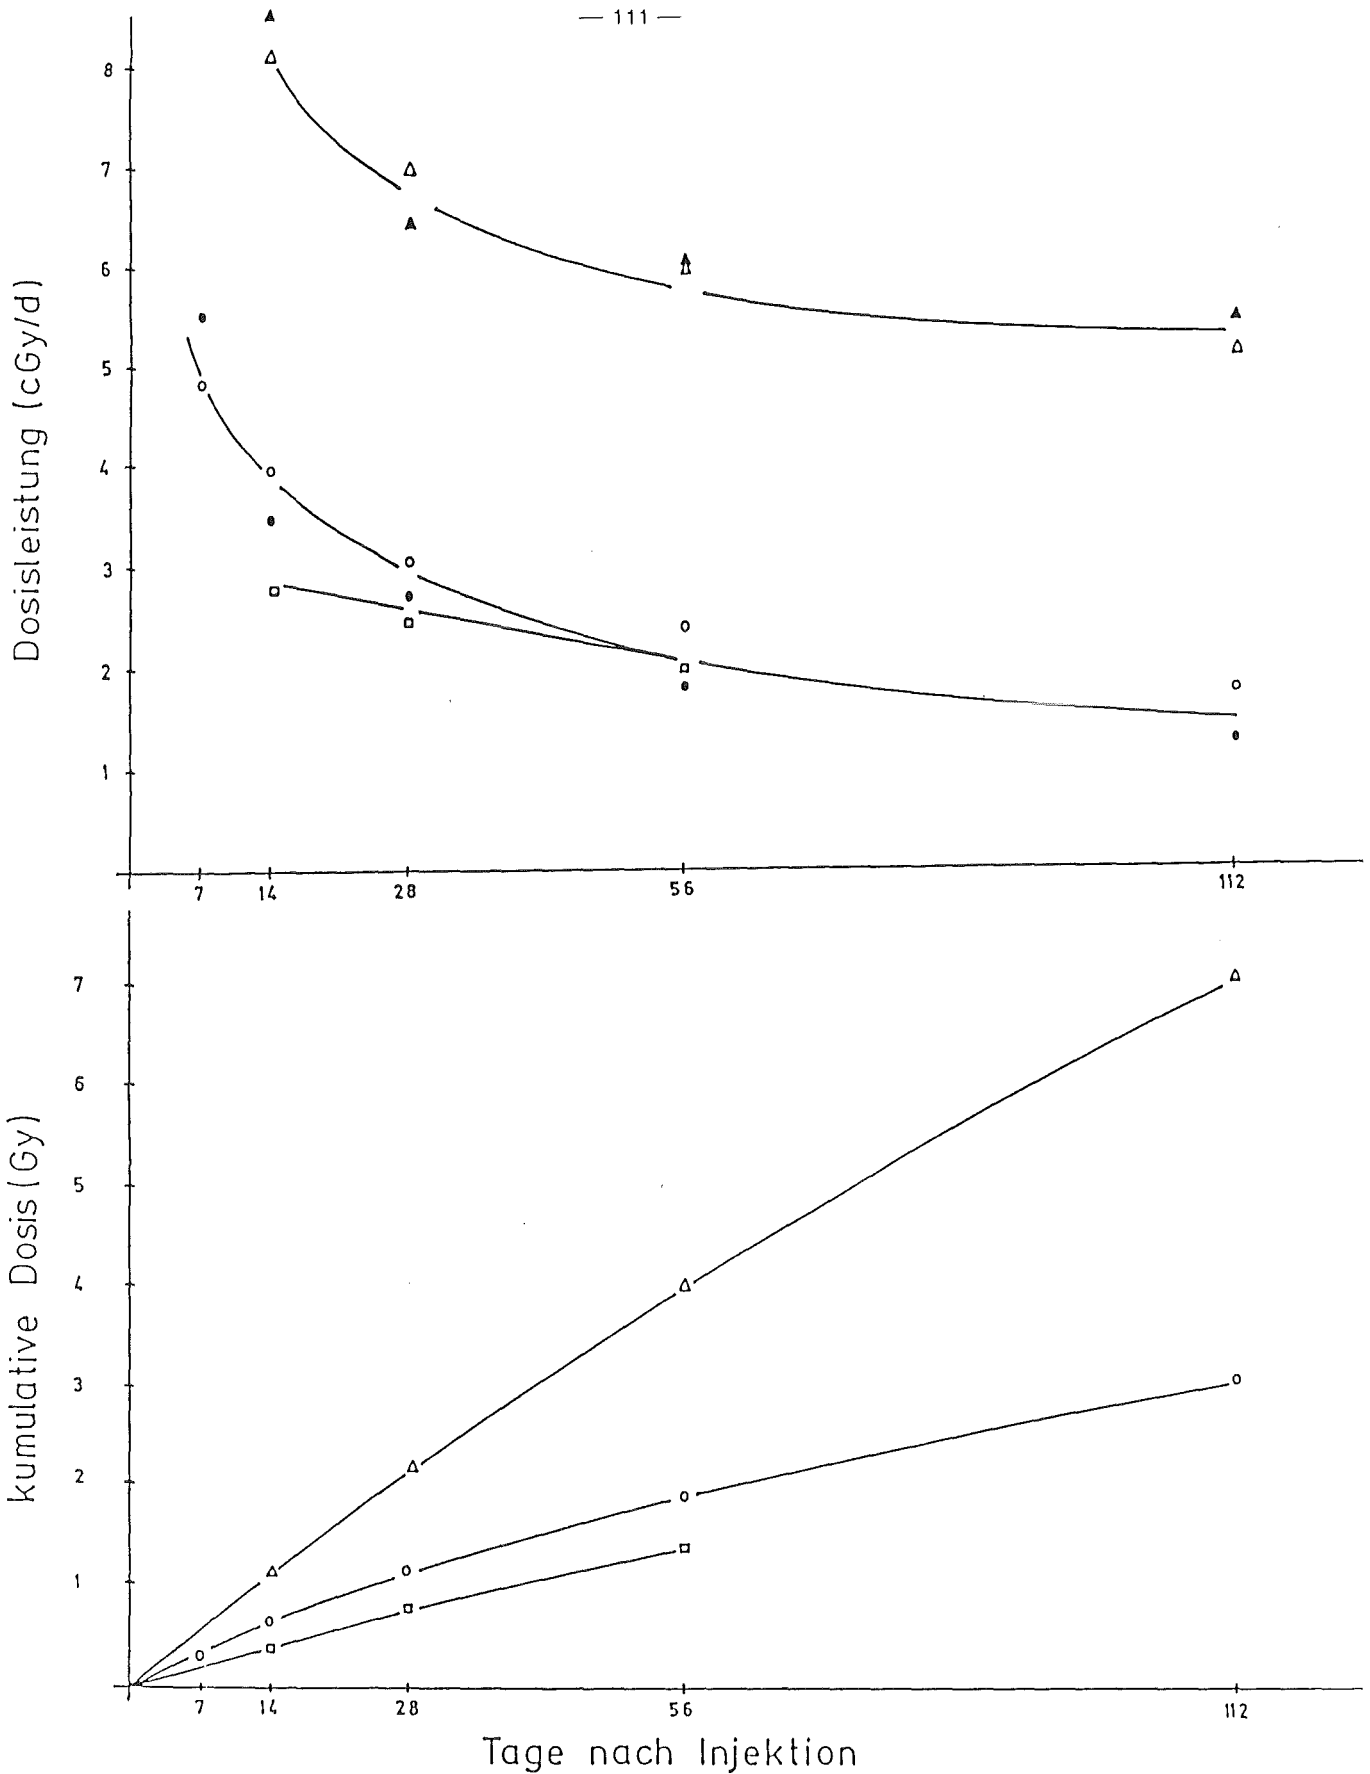 — 111 —
8
7
6
5
4
3
2
1
Dosisleistung (cGy/d)
7 14 28 56 112
7
6
5
4
3
2
1
kumulative Dosis (Gy)
7 14 28 56 112
Tage nach Injektion